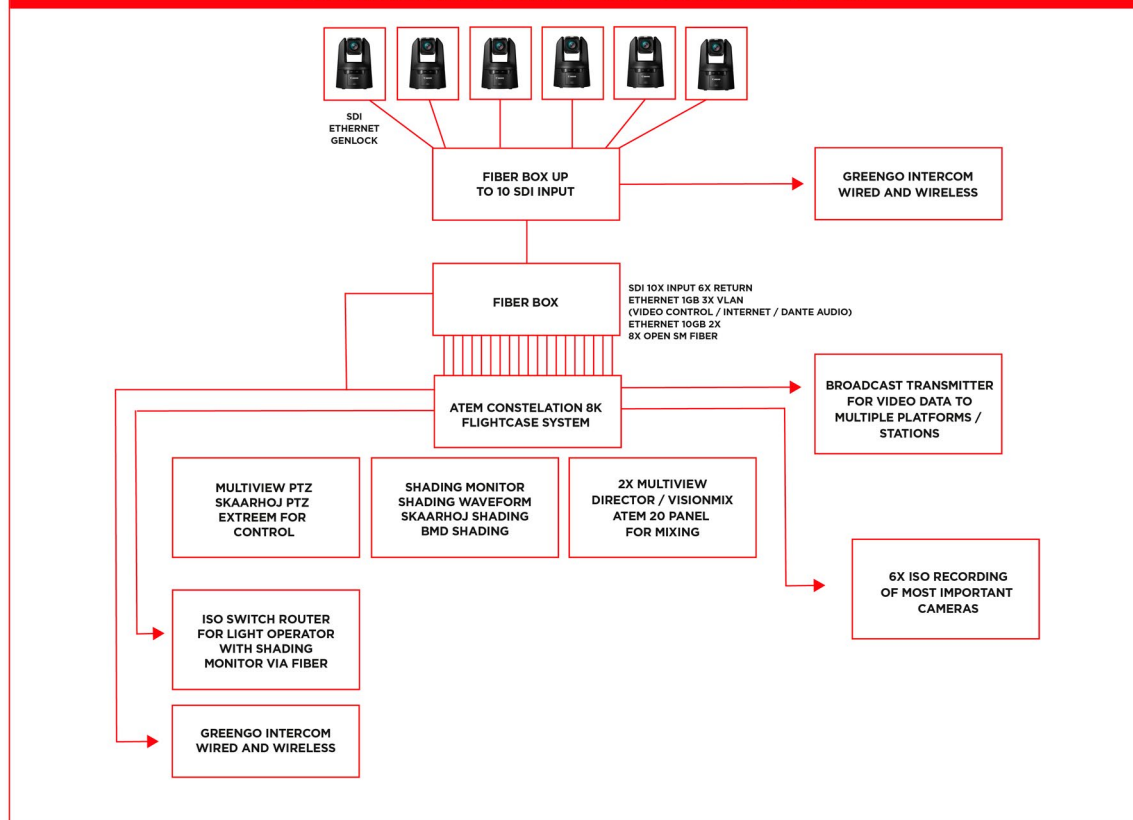 SDI
ETHERNET
GENLOCK
FIBER BOX UP
TO 10 SDI INPUT
GREENGO INTERCOM
WIRED AND WIRELESS
FIBER BOX
SDI 10X INPUT 6X RETURN
ETHERNET 1GB 3X VLAN
(VIDEO CONTROL / INTERNET / DANTE AUDIO)
ETHERNET 10GB 2X
8X OPEN SM FIBER
ATEM CONSTELATION 8K
FLIGHTCASE SYSTEM
BROADCAST TRANSMITTER
FOR VIDEO DATA TO
MULTIPLE PLATFORMS /
STATIONS
MULTIVIEW PTZ
SKAARHOJ PTZ
EXTREEM FOR
CONTROL
SHADING MONITOR
SHADING WAVEFORM
SKAARHOJ SHADING
BMD SHADING
2X MULTIVIEW
DIRECTOR / VISIONMIX
ATEM 20 PANEL
FOR MIXING
6X ISO RECORDING
OF MOST IMPORTANT
CAMERAS
ISO SWITCH ROUTER
FOR LIGHT OPERATOR
WITH SHADING
MONITOR VIA FIBER
GREENGO INTERCOM
WIRED AND WIRELESS